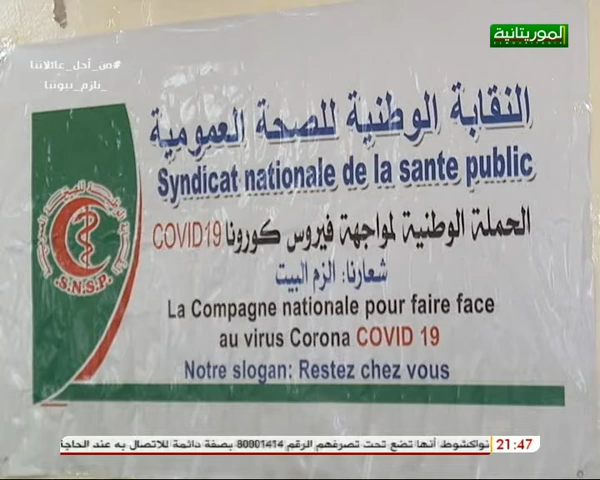 الموريتانية
#من_أجل_عائلاتنا
_نلزم_بيوتنا
النقابة الوطنية للصحة العمومية
Syndicat nationale de la sante public
الحملة الوطنية لمواجهة فيروس كورونا COVID19
شعارنا: الزم البيت
La Compagne nationale pour faire face
au virus Corona COVID 19
Notre slogan: Restez chez vous
S.N.S.P.
نواكشوط أنها تضع تحت تصرفهم الرقم 80001414 بصفة دائمة للاتصال به عند الحاجة
21:47